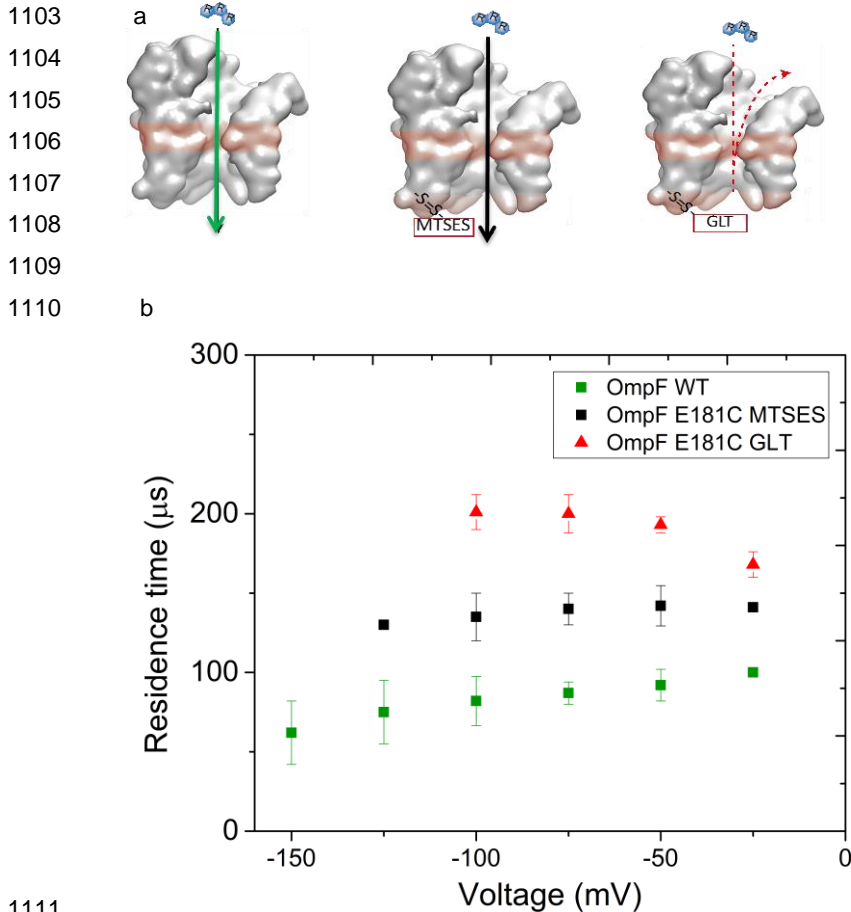 1103 a
1104
1105
1106
1107
S=S S=S
1108 MTSES GLT
1109
1110 b
300
OmpF WT
OmpF E181C MTSES
OmpF E181C GLT
200
Residence time (µs)
100
0
-150 -100 -50 0
1111
Voltage (mV)